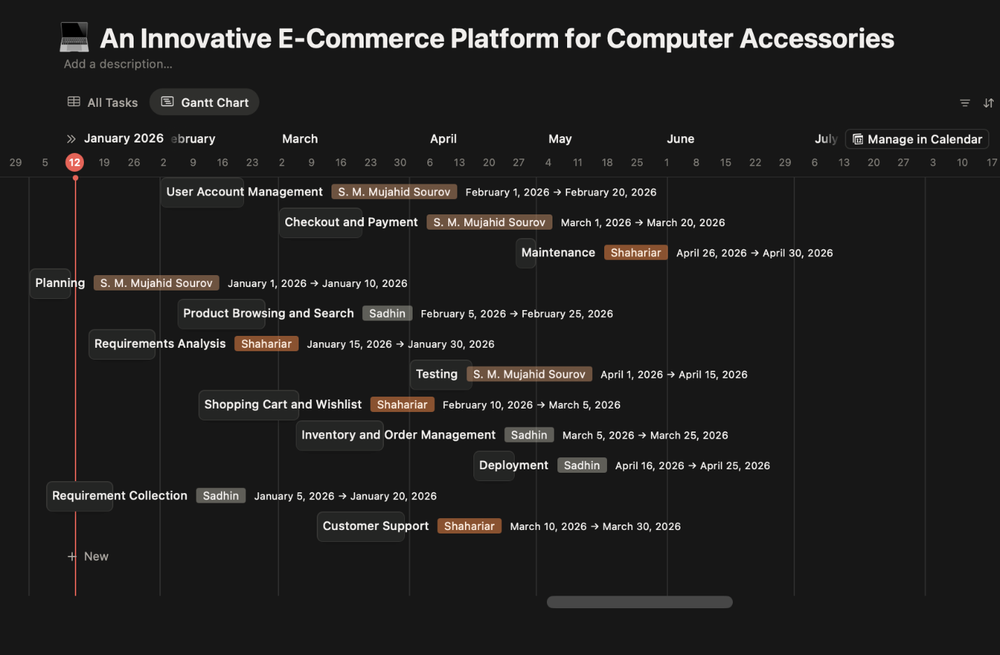 An Innovative E-Commerce Platform for Computer Accessories
Add a description...
All Tasks Gantt Chart
January 2026 ebruary March April May June July Manage in Calendar
29 5 12 19 26 2 9 16 23 2 9 16 23 30 6 13 20 27 4 11 18 25 1 8 15 22 29 6 13 20 27 3 10 17
User Account Management S. M. Mujahid Sourov February 1, 2026 → February 20, 2026
Checkout and Payment S. M. Mujahid Sourov March 1, 2026 → March 20, 2026
Maintenance Shahariar April 26, 2026 → April 30, 2026
Planning S. M. Mujahid Sourov January 1, 2026 → January 10, 2026
Product Browsing and Search Sadhin February 5, 2026 → February 25, 2026
Requirements Analysis Shahariar January 15, 2026 → January 30, 2026
Testing S. M. Mujahid Sourov April 1, 2026 → April 15, 2026
Shopping Cart and Wishlist Shahariar February 10, 2026 → March 5, 2026
Inventory and Order Management Sadhin March 5, 2026 → March 25, 2026
Deployment Sadhin April 16, 2026 → April 25, 2026
Requirement Collection Sadhin January 5, 2026 → January 20, 2026
Customer Support Shahariar March 10, 2026 → March 30, 2026
+ New